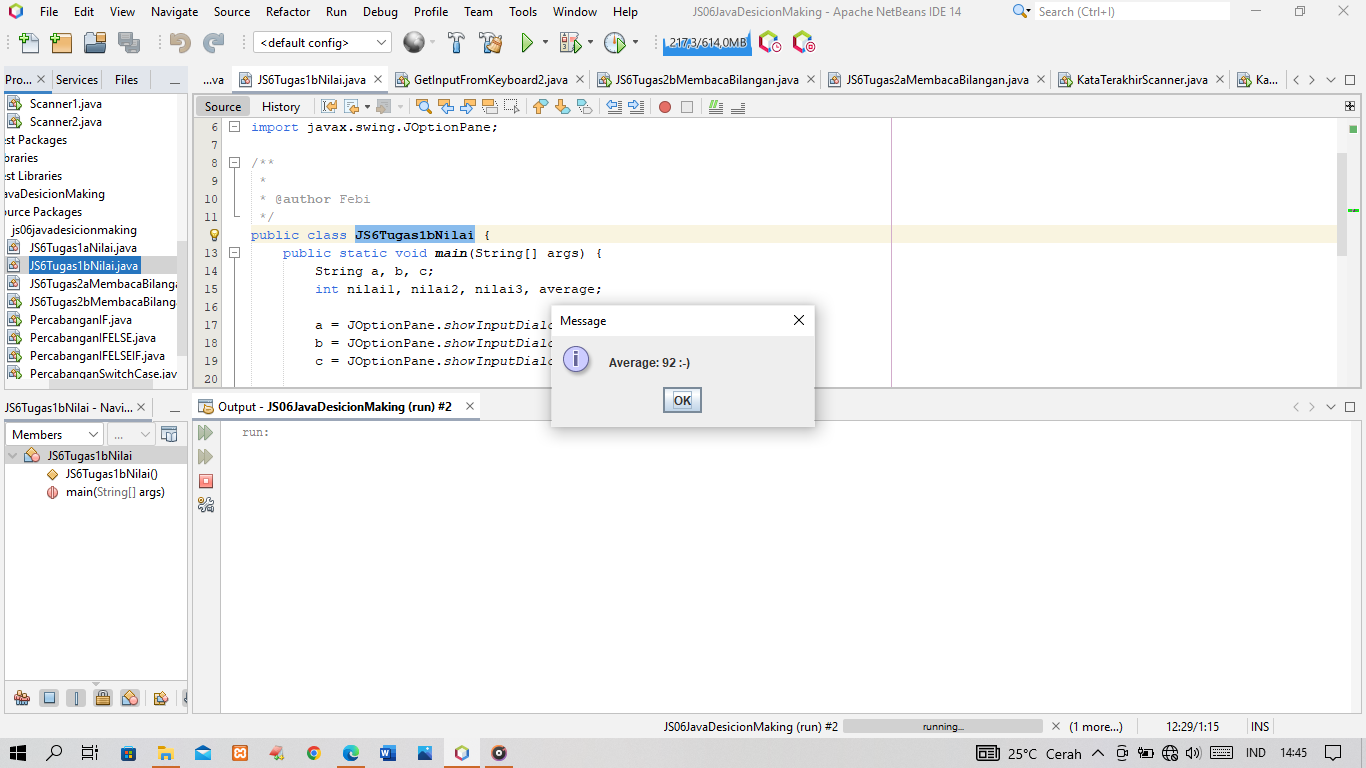 File Edit View Navigate Source Refactor Run Debug Profile Team Tools Window Help
JS06JavaDesicionMaking - Apache NetBeans IDE 14
Search (Ctrl+I)
<default config>
217,3/614,0MB
Pro... Services Files
...va JS6Tugas1bNilai.java GetInputFromKeyboard2.java JS6Tugas2bMembacaBilangan.java JS6Tugas2aMembacaBilangan.java KataTerakhirScanner.java Ka...
Scanner1.java
Scanner2.java
est Packages
braries
est Libraries
avaDesicionMaking
ource Packages
js06javadesicionmaking
JS6Tugas1aNilai.java
JS6Tugas1bNilai.java
JS6Tugas2aMembacaBilanga
JS6Tugas2bMembacaBilang
PercabanganIF.java
PercabanganIFELSE.java
PercabanganIFELSEIF.java
PercabanganSwitchCase.jav
Source History
6 import javax.swing.JOptionPane;
7
8 /**
9 *
10 * @author Febi
11 */
public class JS6Tugas1bNilai {
13 public static void main(String[] args) {
14 String a, b, c;
15 int nilai1, nilai2, nilai3, average;
16
17 a = JOptionPane.showInputDialo
18 b = JOptionPane.showInputDialo
19 c = JOptionPane.showInputDialo
20
Message
Average: 92 :-)
OK
JS6Tugas1bNilai - Navi...
Members ...
JS6Tugas1bNilai
JS6Tugas1bNilai()
main(String[] args)
Output - JS06JavaDesicionMaking (run) #2
run:
JS06JavaDesicionMaking (run) #2 running... (1 more...) 12:29/1:15 INS
25°C Cerah IND 14:45